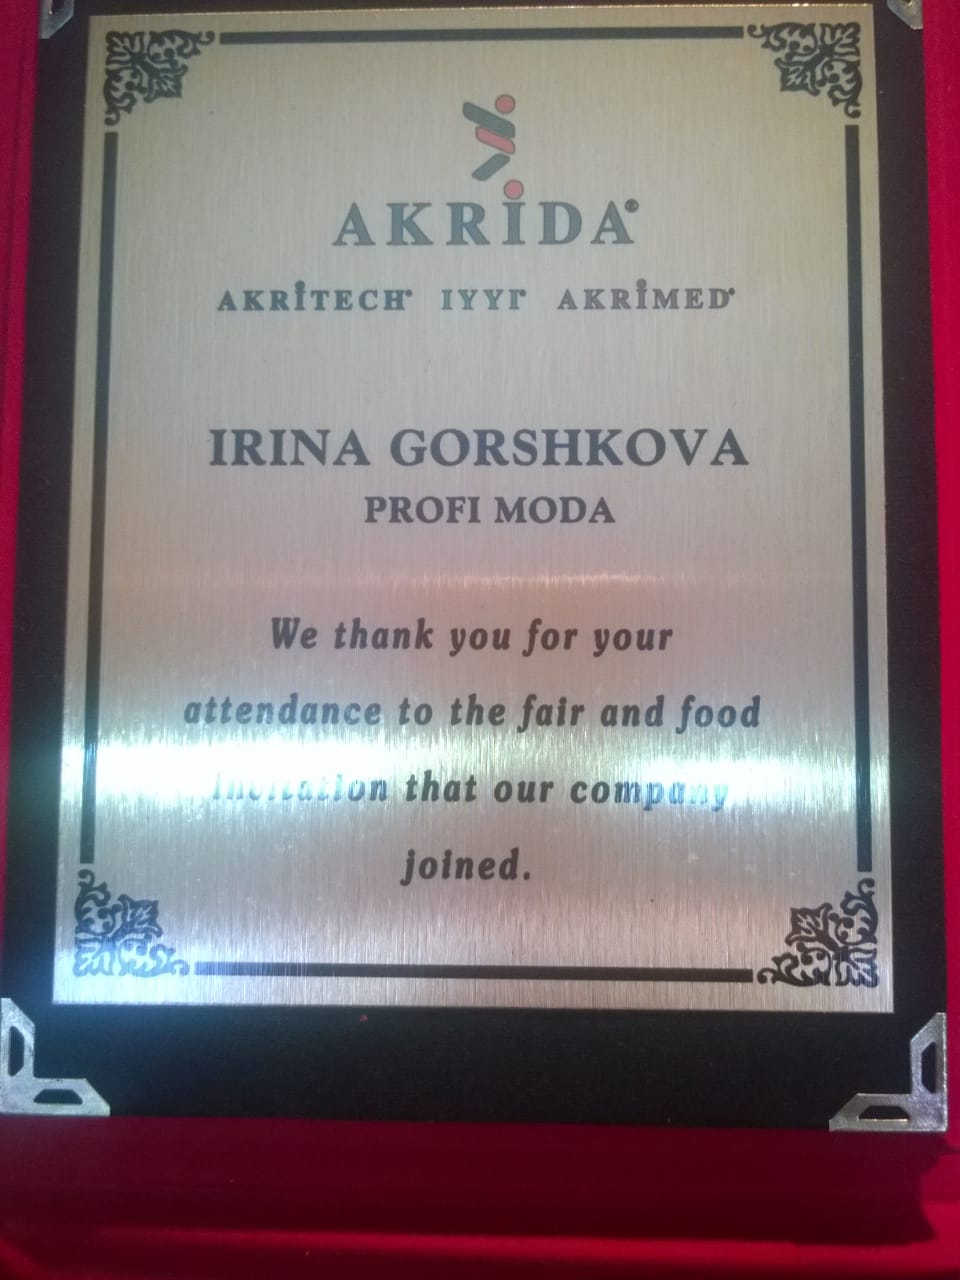 AKRİDA®
AKRİTECH® IYYI® AKRİMED®
IRINA GORSHKOVA
PROFI MODA
We thank you for your
attendance to the fair and food
invitation that our company
joined.